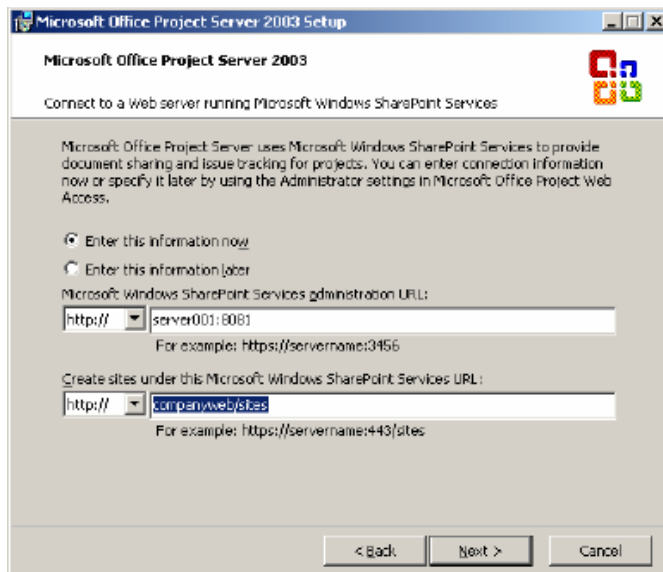 Microsoft Office Project Server 2003 Setup
Microsoft Office Project Server 2003
Connect to a Web server running Microsoft Windows SharePoint Services
Microsoft Office Project Server uses Microsoft Windows SharePoint Services to provide
document sharing and issue tracking for projects. You can enter connection information
now or specify it later by using the Administrator settings in Microsoft Office Project Web
Access.
Enter this information now
Enter this information later
Microsoft Windows SharePoint Services administration URL:
http:// server001:8081
For example: https://servername:3456
Create sites under this Microsoft Windows SharePoint Services URL:
http:// companyweb/sites
For example: https://servername:443/sites
< Back Next > Cancel